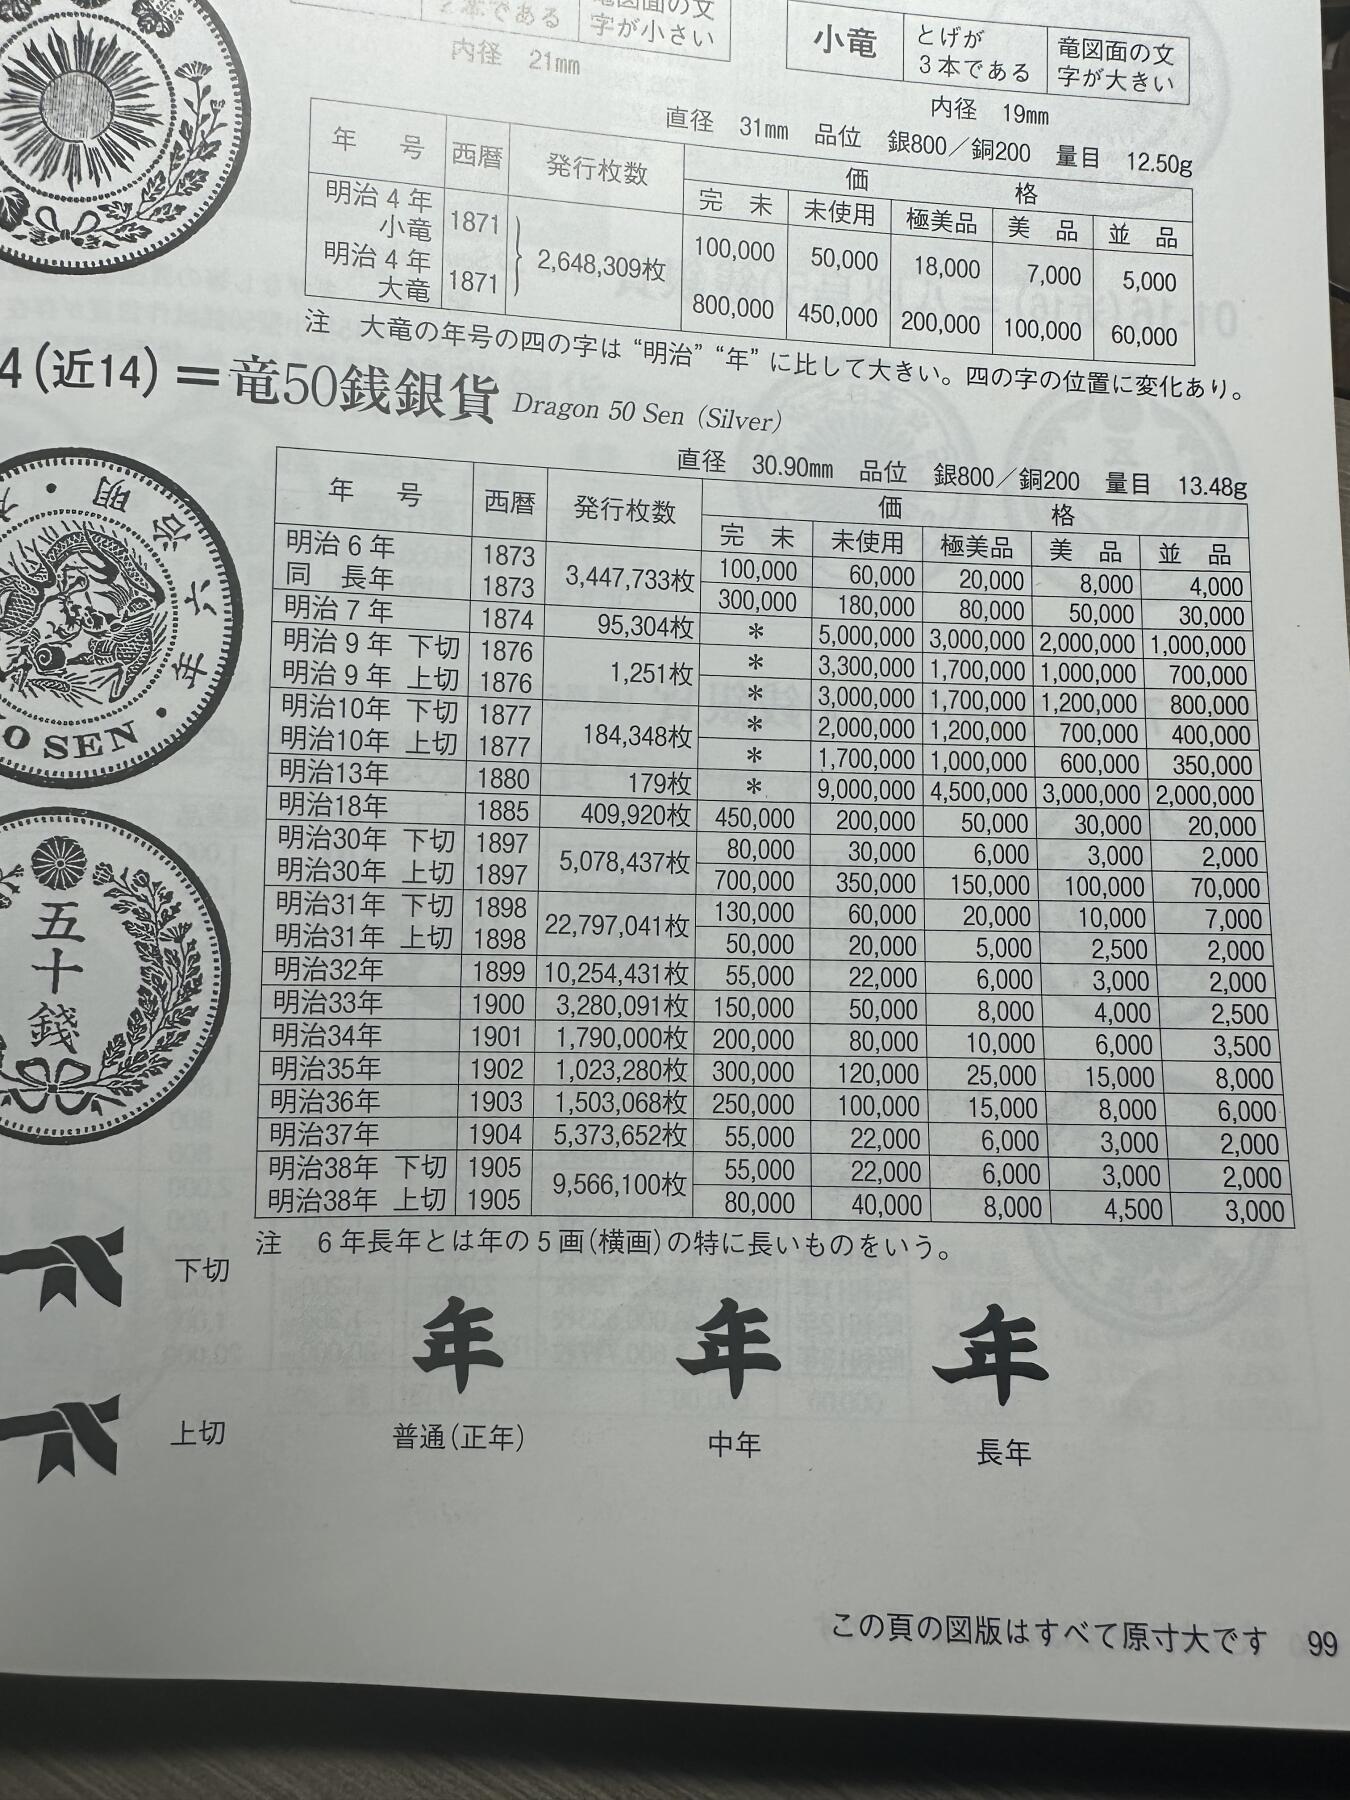 2本である 竜図面の文字が小さい
内径 21mm
小竜 とげが3本である 竜図面の文字が大きい
内径 19mm
直径 31mm 品位 銀800／銅200 量目 12.50g
年 号 西暦 発行枚数 価 格
完 未 未使用 極美品 美 品 並 品
明治4年小竜 1871 2,648,309枚 100,000 50,000 18,000 7,000 5,000
明治4年大竜 1871 800,000 450,000 200,000 100,000 60,000
注 大竜の年号の四の字は“明治”“年”に比して大きい。四の字の位置に変化あり。
4(近14)＝竜50銭銀貨 Dragon 50 Sen (Silver)
直径 30.90mm 品位 銀800／銅200 量目 13.48g
年 号 西暦 発行枚数 価 格
完 未 未使用 極美品 美 品 並 品
明治6年 1873 3,447,733枚 100,000 60,000 20,000 8,000 4,000
同 長年 1873 300,000 180,000 80,000 50,000 30,000
明治7年 1874 95,304枚 ＊ 5,000,000 3,000,000 2,000,000 1,000,000
明治9年 下切 1876 1,251枚 ＊ 3,300,000 1,700,000 1,000,000 700,000
明治9年 上切 1876 ＊ 3,000,000 1,700,000 1,200,000 800,000
明治10年 下切 1877 184,348枚 ＊ 2,000,000 1,200,000 700,000 400,000
明治10年 上切 1877 ＊ 1,700,000 1,000,000 600,000 350,000
明治13年 1880 179枚 ＊ 9,000,000 4,500,000 3,000,000 2,000,000
明治18年 1885 409,920枚 450,000 200,000 50,000 30,000 20,000
明治30年 下切 1897 5,078,437枚 80,000 30,000 6,000 3,000 2,000
明治30年 上切 1897 700,000 350,000 150,000 100,000 70,000
明治31年 下切 1898 22,797,041枚 130,000 60,000 20,000 10,000 7,000
明治31年 上切 1898 50,000 20,000 5,000 2,500 2,000
明治32年 1899 10,254,431枚 55,000 22,000 6,000 3,000 2,000
明治33年 1900 3,280,091枚 150,000 50,000 8,000 4,000 2,500
明治34年 1901 1,790,000枚 200,000 80,000 10,000 6,000 3,500
明治35年 1902 1,023,280枚 300,000 120,000 25,000 15,000 8,000
明治36年 1903 1,503,068枚 250,000 100,000 15,000 8,000 6,000
明治37年 1904 5,373,652枚 55,000 22,000 6,000 3,000 2,000
明治38年 下切 1905 9,566,100枚 55,000 22,000 6,000 3,000 2,000
明治38年 上切 1905 80,000 40,000 8,000 4,500 3,000
注 6年長年とは年の5画(横画)の特に長いものをいう。
明治六年
0 SEN
五十錢
下切
上切
年 年 年
普通(正年) 中年 長年
この頁の図版はすべて原寸大です 99